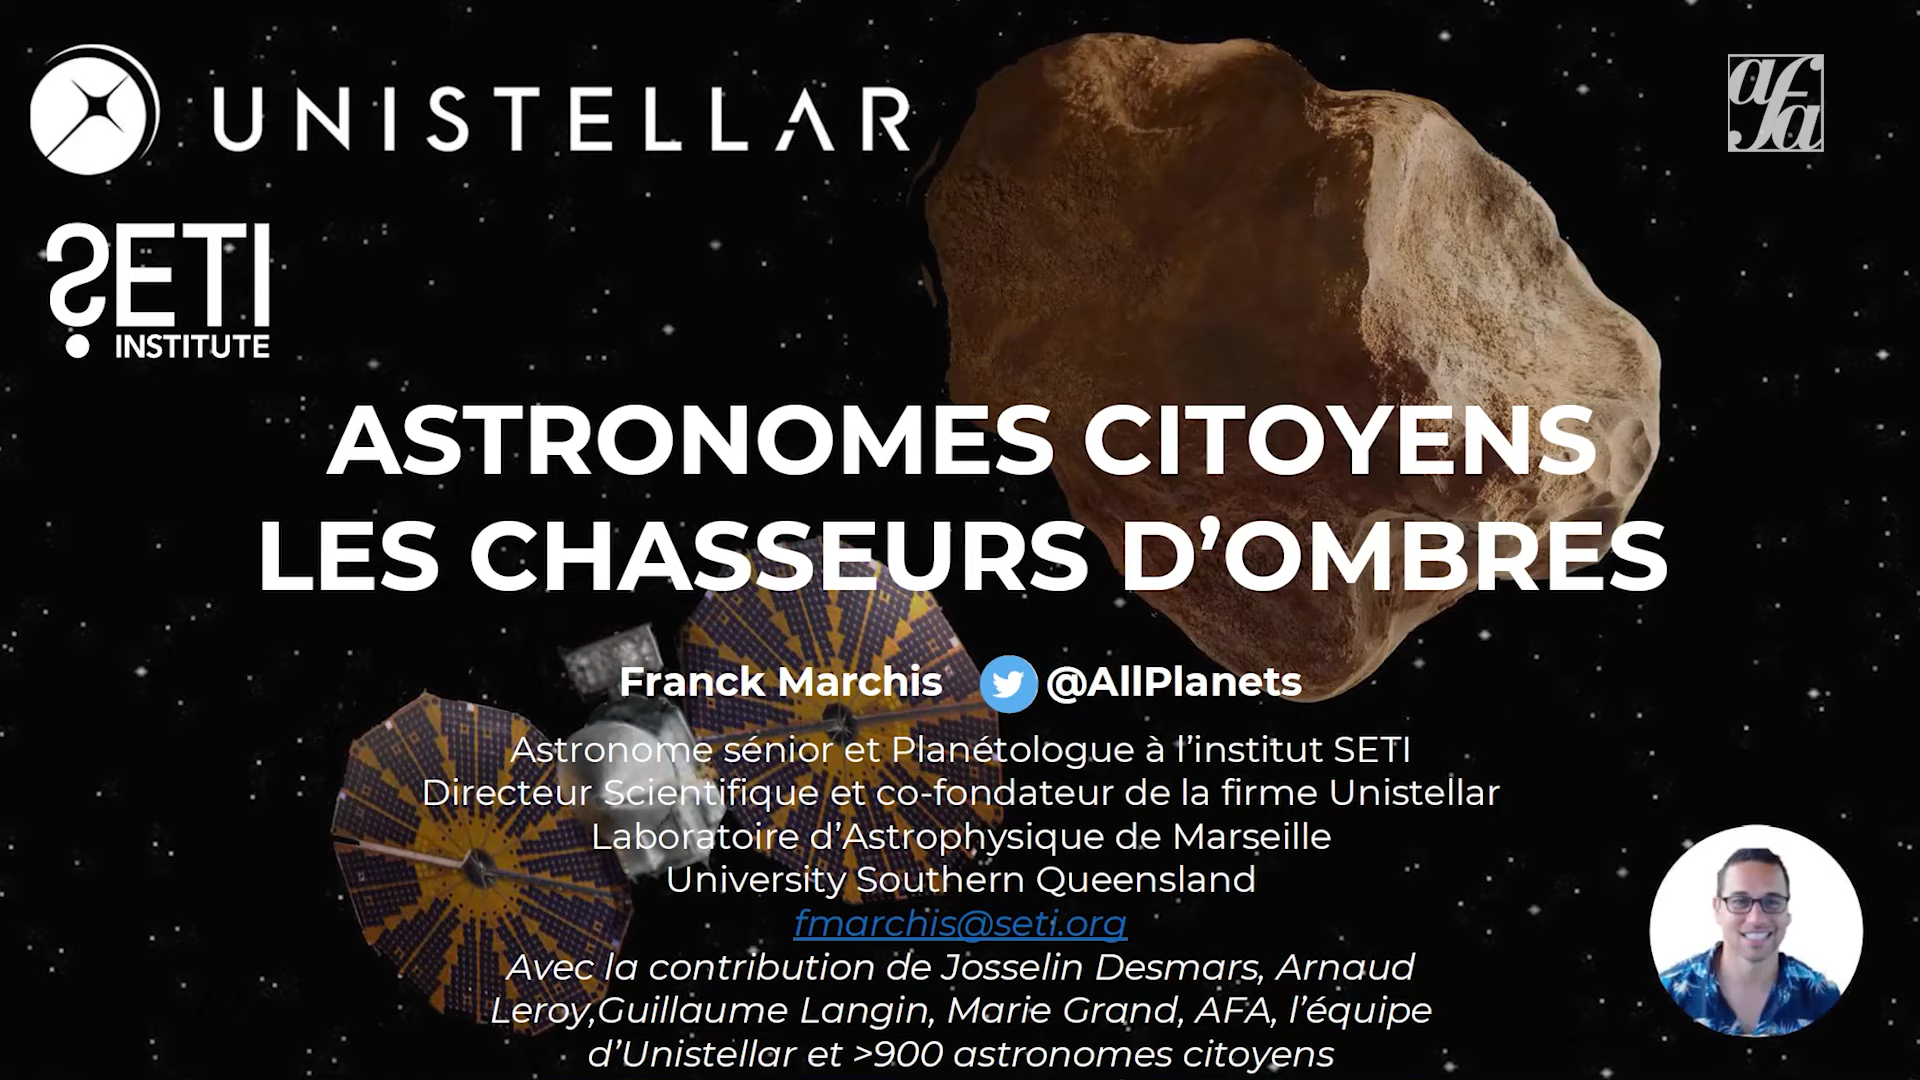 UNISTELLAR
afa
SETI
INSTITUTE
ASTRONOMES CITOYENS
LES CHASSEURS D’OMBRES
Franck Marchis @AllPlanets
Astronome sénior et Planétologue à l’institut SETI
Directeur Scientifique et co-fondateur de la firme Unistellar
Laboratoire d’Astrophysique de Marseille
University Southern Queensland
fmarchis@seti.org
Avec la contribution de Josselin Desmars, Arnaud
Leroy,Guillaume Langin, Marie Grand, AFA, l’équipe
d’Unistellar et >900 astronomes citoyens